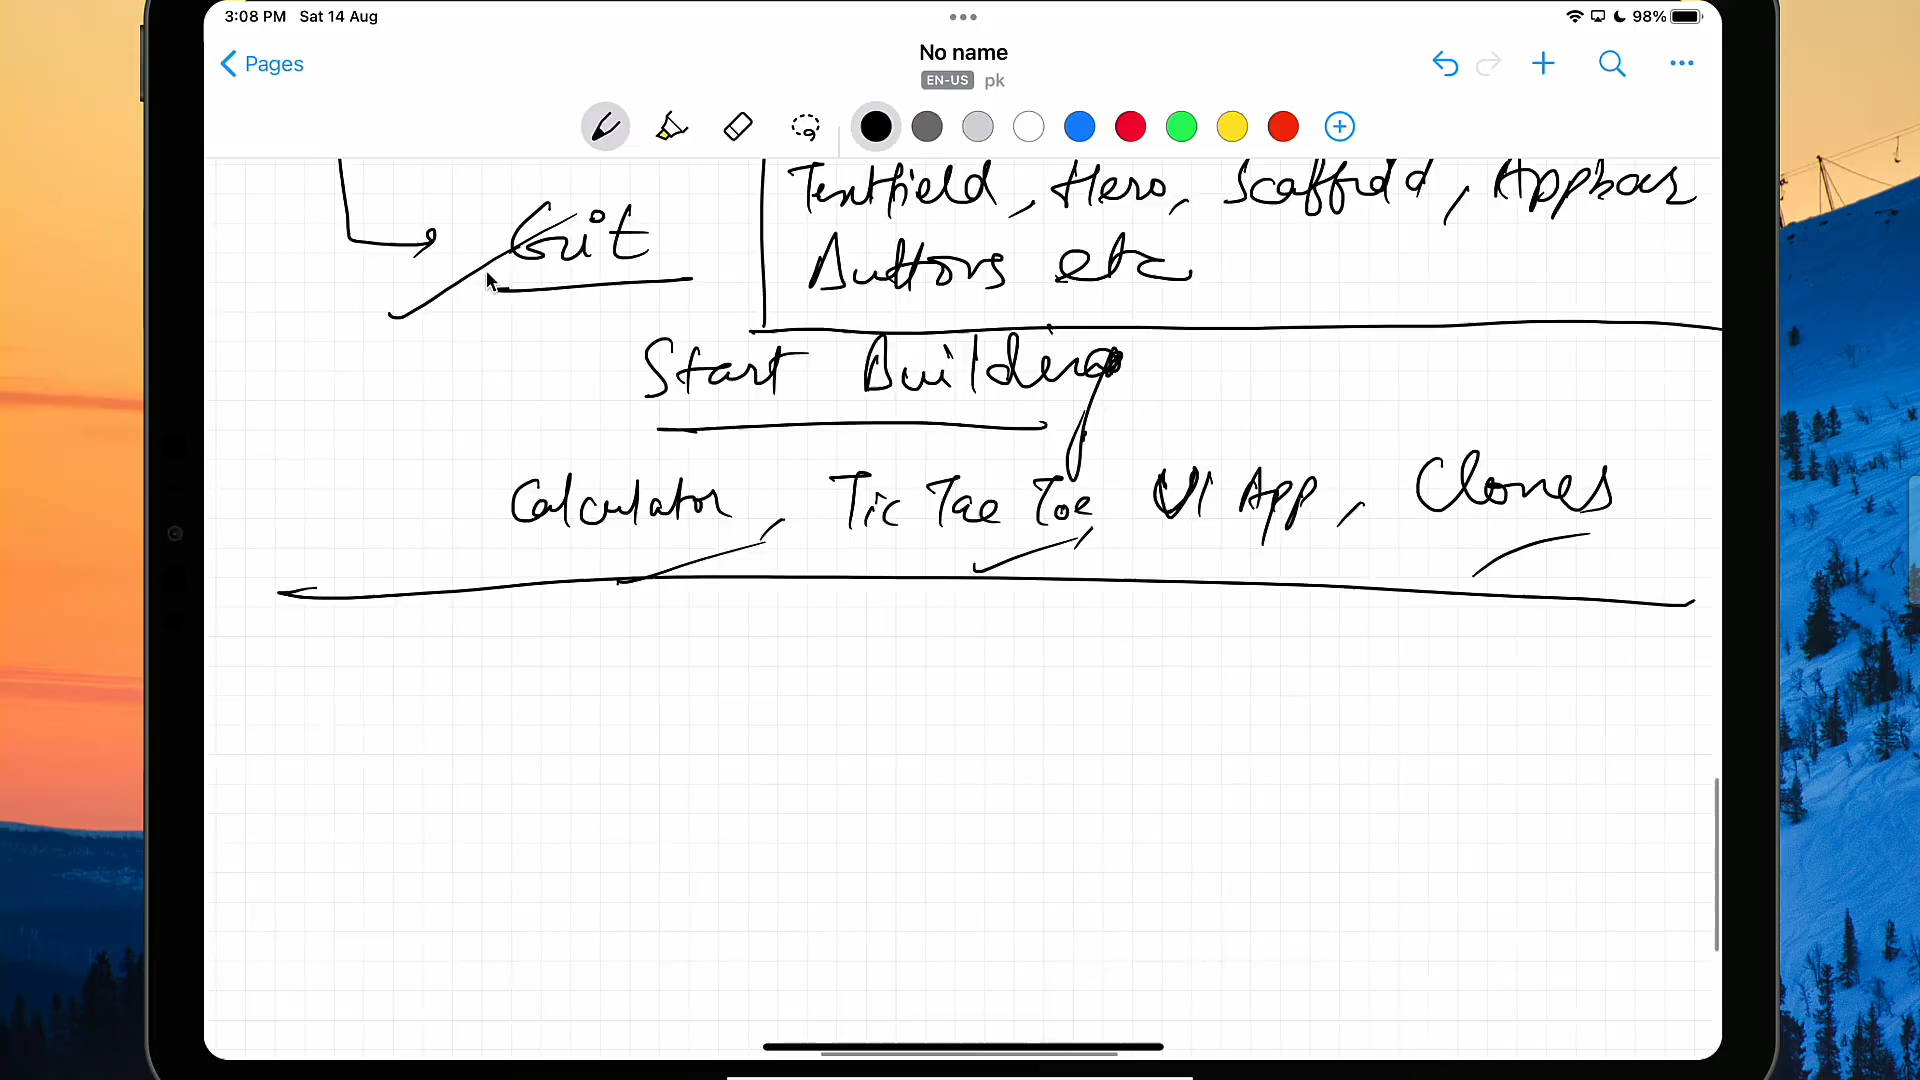 3:08 PM Sat 14 Aug
98%
Pages
No name
EN-US pk
Textfield, Hero, Scaffold, Appbar
Git
Buttons etc
Start Building
Calculator, Tic Tac Toe, UI App, Clones